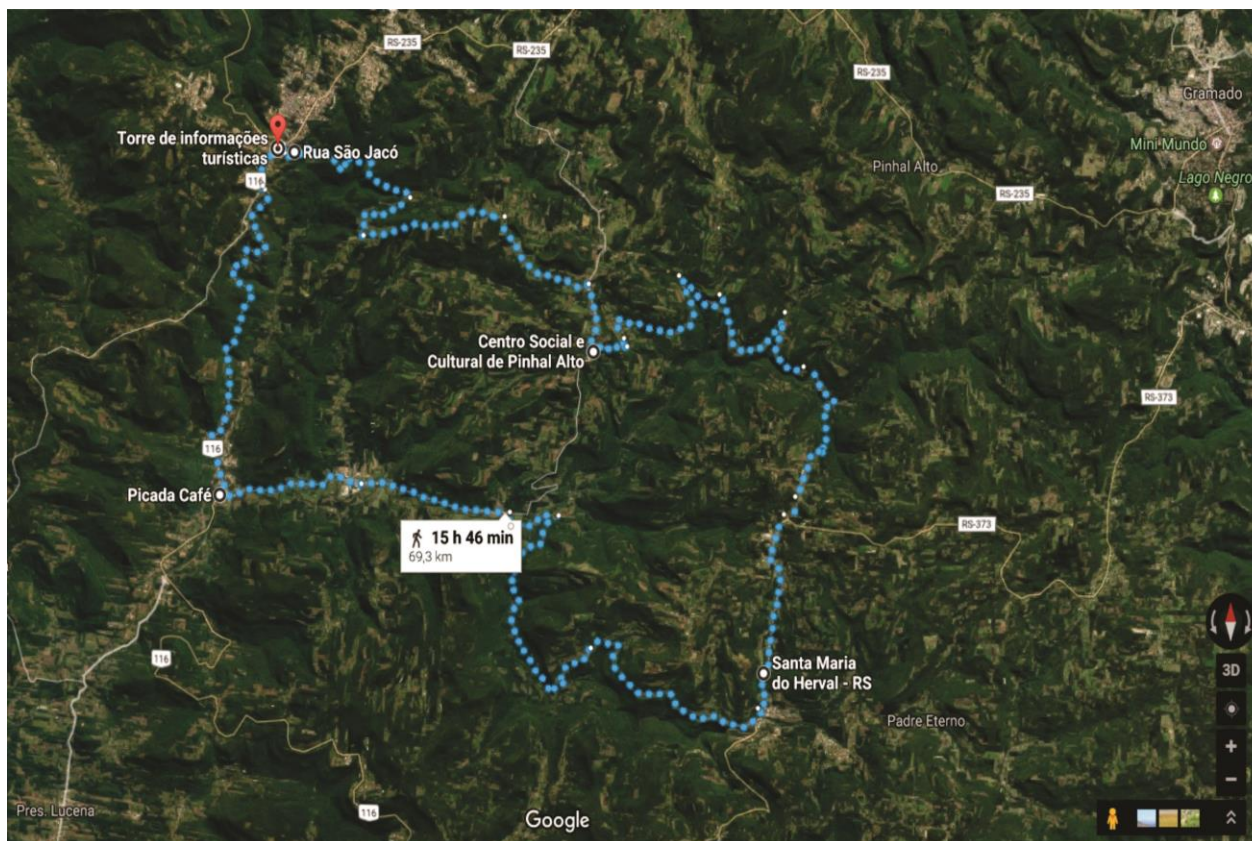 RS-235
RS-235
RS-235
Gramado
Torre de informações
turísticas
Rua São Jacó
Mini Mundo
Pinhal Alto
Lago Negro
116
RS-235
Centro Social e
Cultural de Pinhal Alto
RS-373
116
Picada Café
15 h 46 min
69,3 km
RS-373
116
Santa Maria
do Herval - RS
3D
Padre Eterno
+
−
Pres. Lucena
116
Google